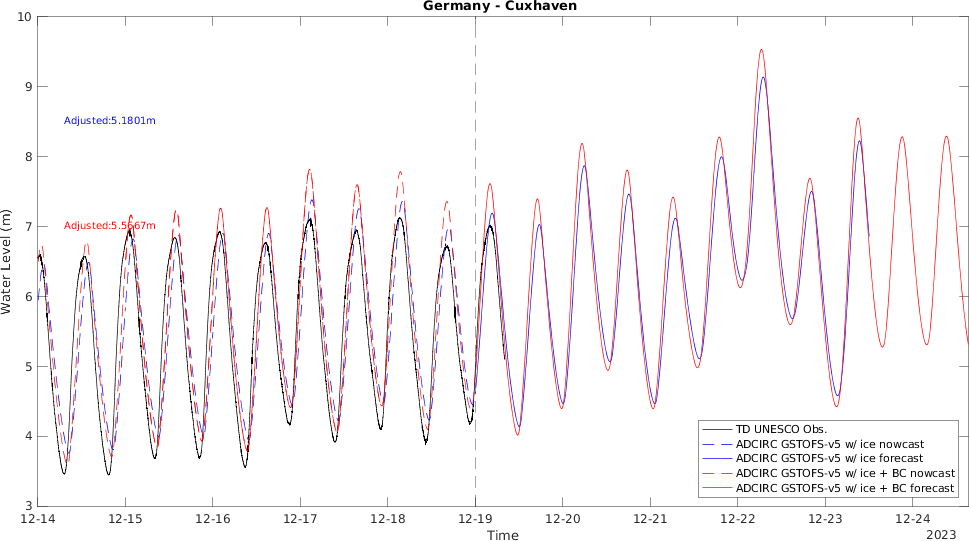 Germany - Cuxhaven
10
9
8
7
6
5
4
3
Water Level (m)
Adjusted:5.1801m
Adjusted:5.5667m
TD UNESCO Obs.
ADCIRC GSTOFS-v5 w/ ice nowcast
ADCIRC GSTOFS-v5 w/ ice forecast
ADCIRC GSTOFS-v5 w/ ice + BC nowcast
ADCIRC GSTOFS-v5 w/ ice + BC forecast
12-14 12-15 12-16 12-17 12-18 12-19 12-20 12-21 12-22 12-23 12-24
Time
2023